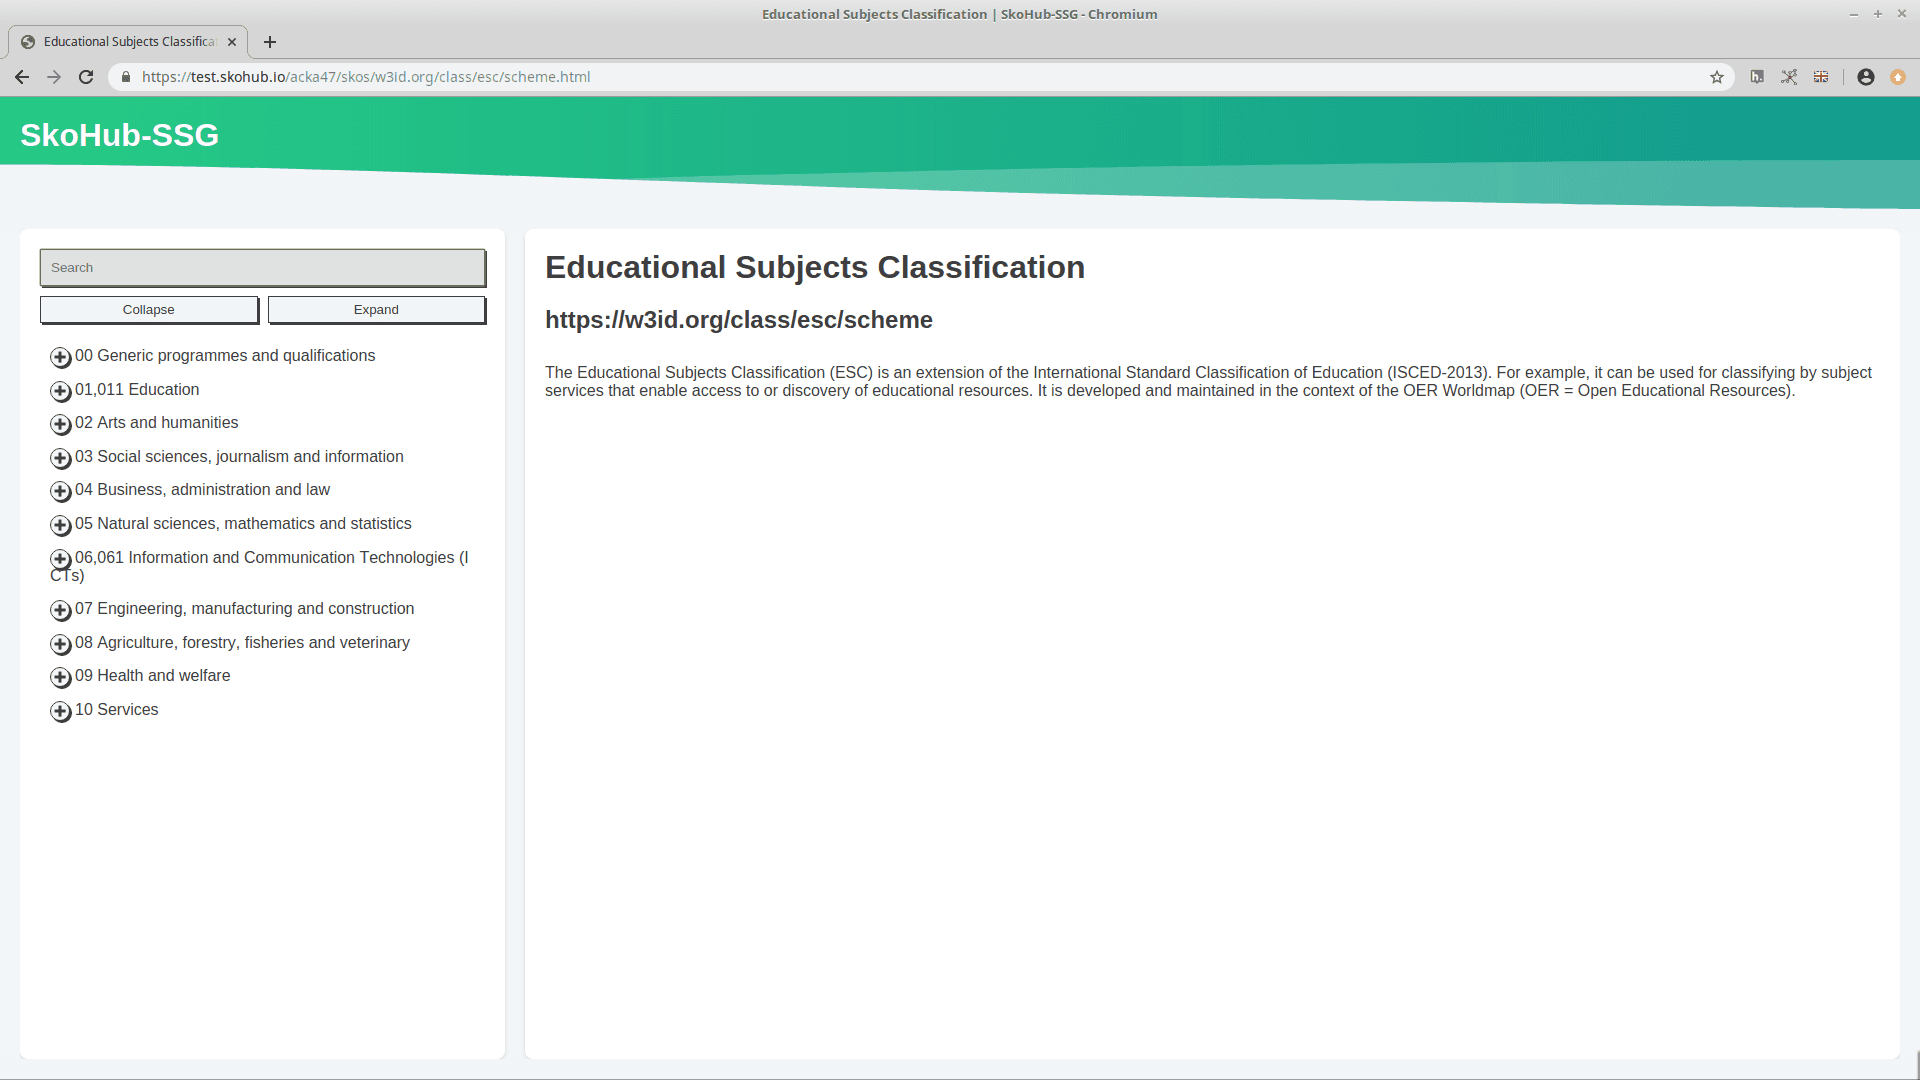 Educational Subjects Classification | SkoHub-SSG - Chromium
Educational Subjects Classifica
https://test.skohub.io/acka47/skos/w3id.org/class/esc/scheme.html
SkoHub-SSG
Search
Collapse
Expand
00 Generic programmes and qualifications
01,011 Education
02 Arts and humanities
03 Social sciences, journalism and information
04 Business, administration and law
05 Natural sciences, mathematics and statistics
06,061 Information and Communication Technologies (I
CTs)
07 Engineering, manufacturing and construction
08 Agriculture, forestry, fisheries and veterinary
09 Health and welfare
10 Services
Educational Subjects Classification
https://w3id.org/class/esc/scheme
The Educational Subjects Classification (ESC) is an extension of the International Standard Classification of Education (ISCED-2013). For example, it can be used for classifying by subject
services that enable access to or discovery of educational resources. It is developed and maintained in the context of the OER Worldmap (OER = Open Educational Resources).